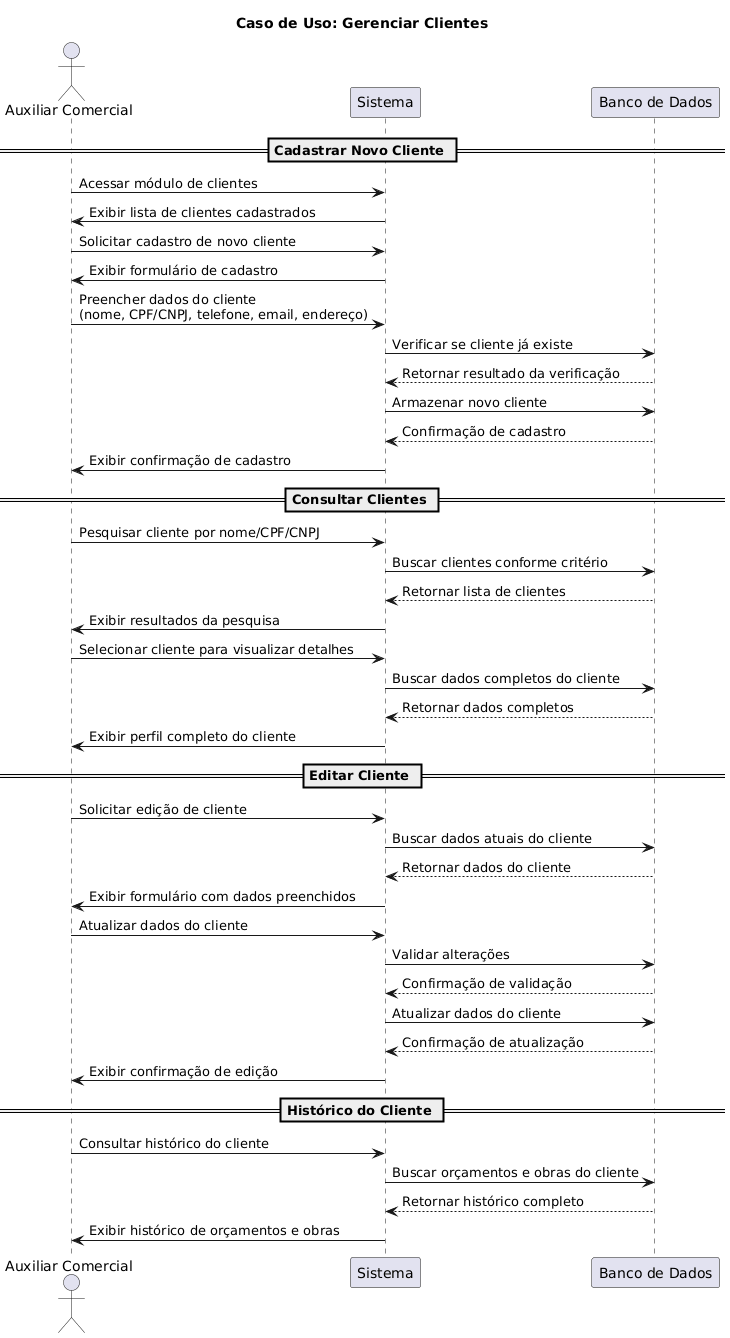 Caso de Uso: Gerenciar Clientes
Auxiliar Comercial
Sistema
Banco de Dados
Cadastrar Novo Cliente
Acessar módulo de clientes
Exibir lista de clientes cadastrados
Solicitar cadastro de novo cliente
Exibir formulário de cadastro
Preencher dados do cliente
(nome, CPF/CNPJ, telefone, email, endereço)
Verificar se cliente já existe
Retornar resultado da verificação
Armazenar novo cliente
Confirmação de cadastro
Exibir confirmação de cadastro
Consultar Clientes
Pesquisar cliente por nome/CPF/CNPJ
Buscar clientes conforme critério
Retornar lista de clientes
Exibir resultados da pesquisa
Selecionar cliente para visualizar detalhes
Buscar dados completos do cliente
Retornar dados completos
Exibir perfil completo do cliente
Editar Cliente
Solicitar edição de cliente
Buscar dados atuais do cliente
Retornar dados do cliente
Exibir formulário com dados preenchidos
Atualizar dados do cliente
Validar alterações
Confirmação de validação
Atualizar dados do cliente
Confirmação de atualização
Exibir confirmação de edição
Histórico do Cliente
Consultar histórico do cliente
Buscar orçamentos e obras do cliente
Retornar histórico completo
Exibir histórico de orçamentos e obras
Auxiliar Comercial
Sistema
Banco de Dados